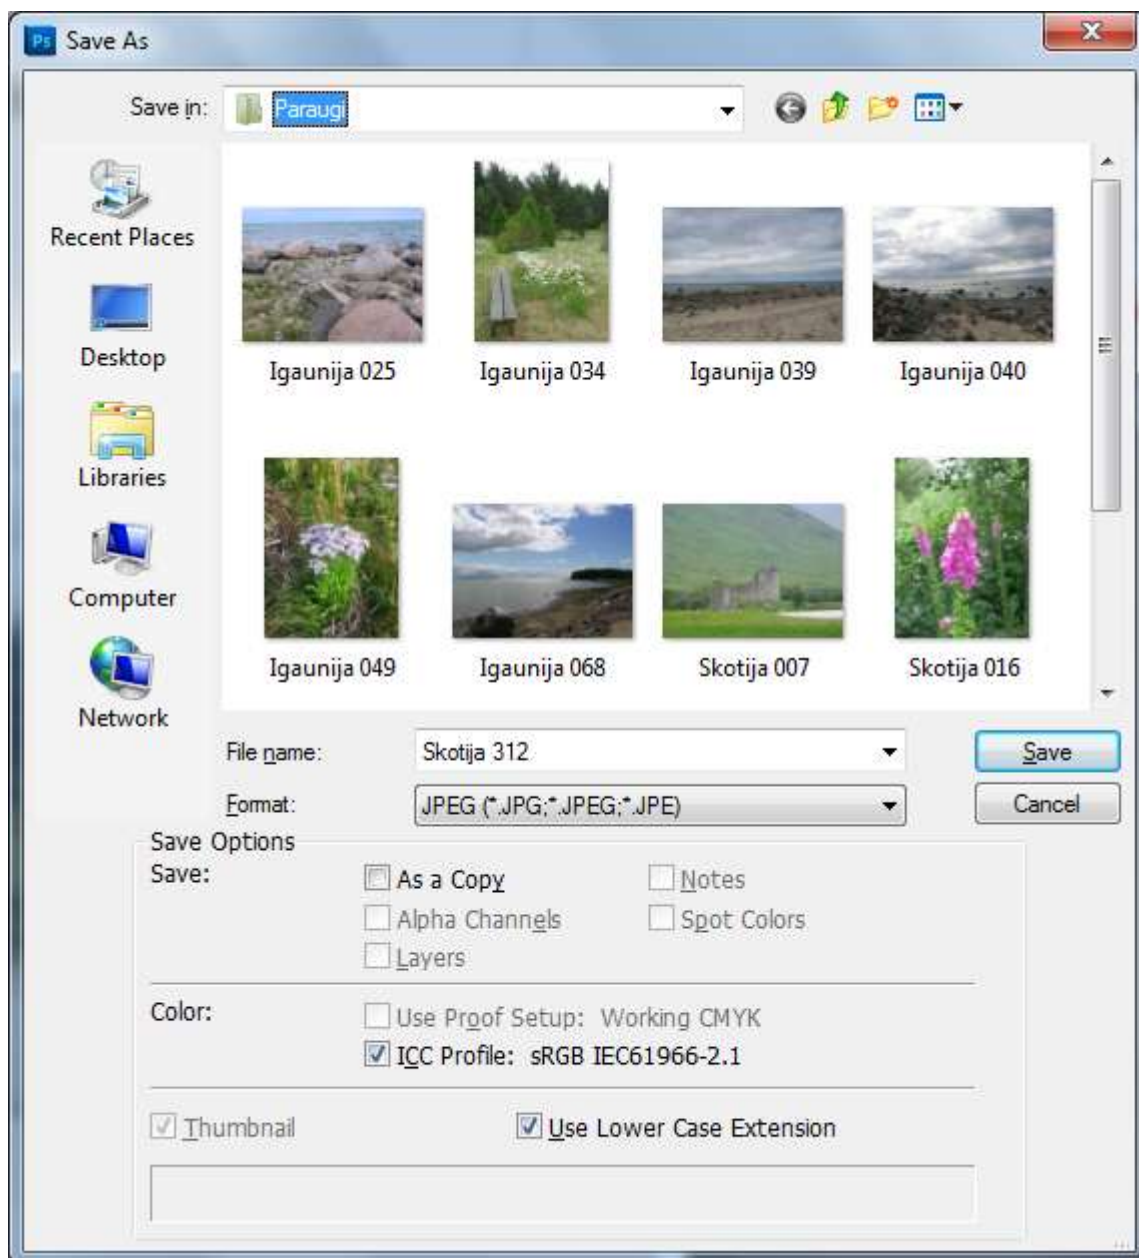 Ps Save As
Save in: Paraugi
Recent Places
Desktop
Libraries
Computer
Network
Igaunija 025 Igaunija 034 Igaunija 039 Igaunija 040
Igaunija 049 Igaunija 068 Skotija 007 Skotija 016
File name: Skotija 312 Save
Format: JPEG (*.JPG;*.JPEG;*.JPE) Cancel
Save Options
Save: As a Copy Notes
Alpha Channels Spot Colors
Layers
Color: Use Proof Setup: Working CMYK
ICC Profile: sRGB IEC61966-2.1
Thumbnail Use Lower Case Extension